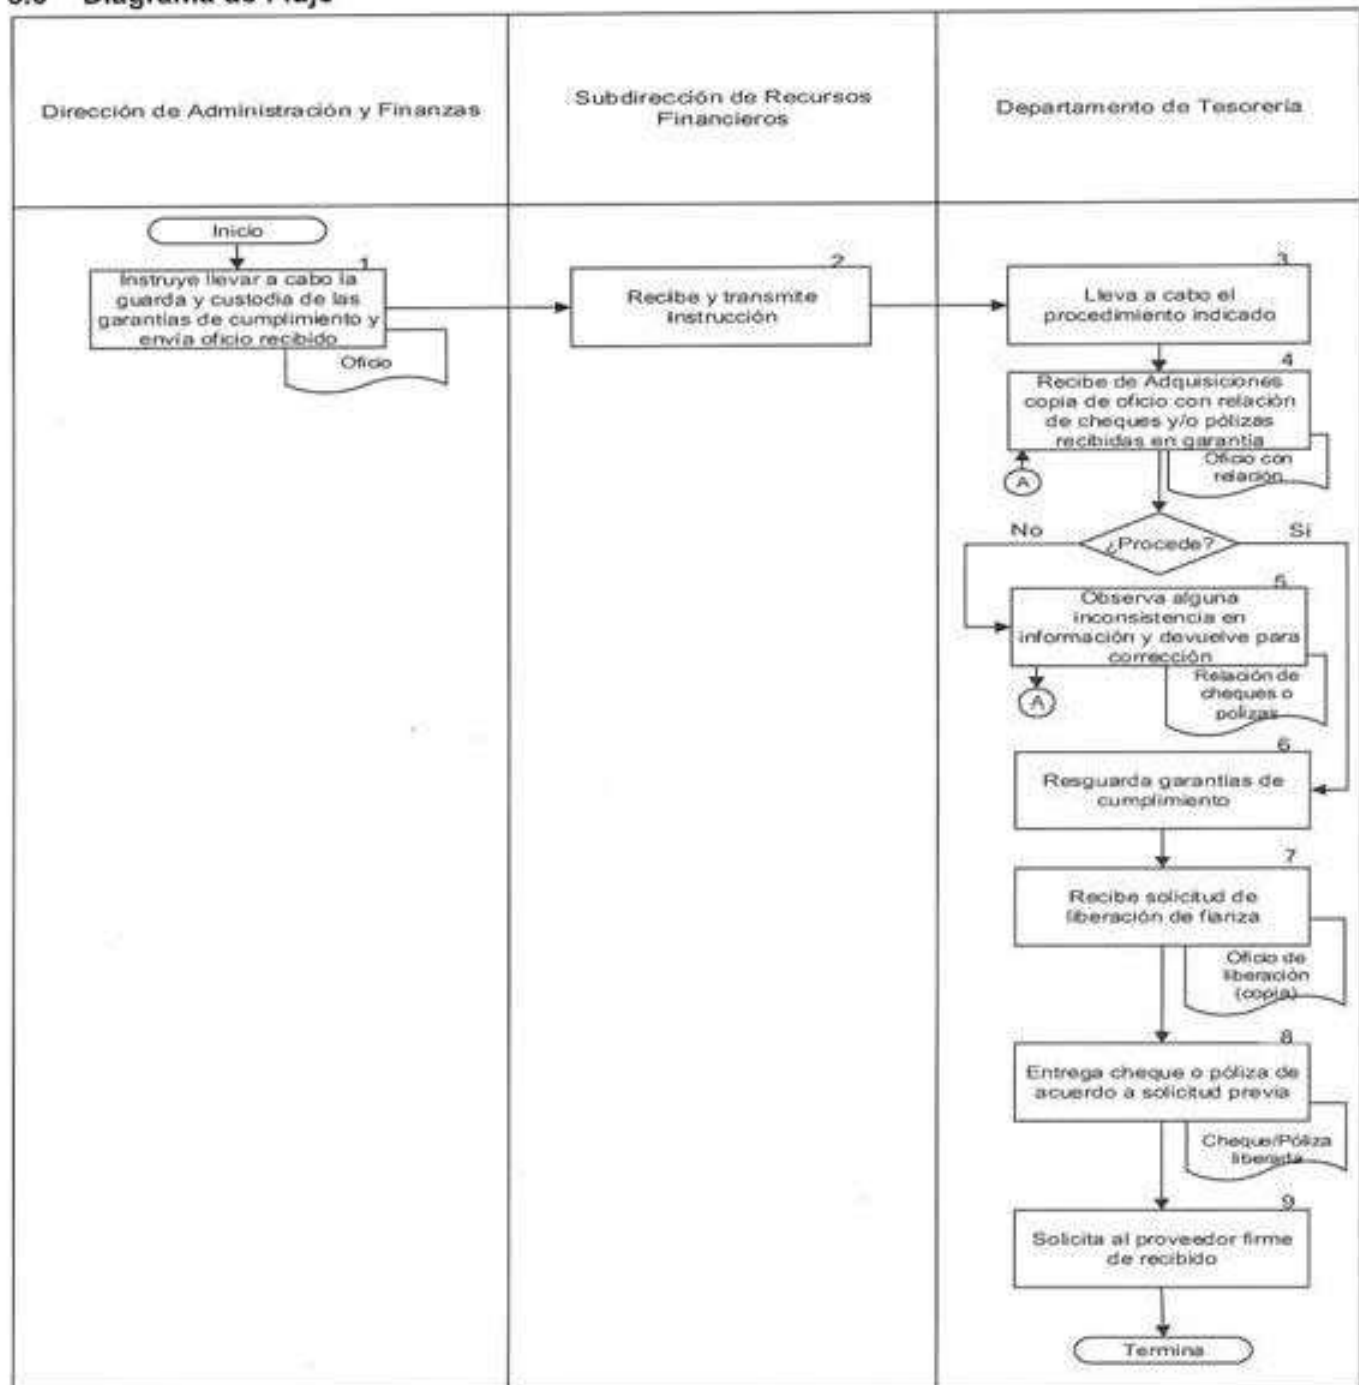 Diagrama de Flujo
Dirección de Administración y Finanzas
Subdirección de Recursos
Financieros
Departamento de Tesorería
Inicio
1
Instruye llevar a cabo la
guarda y custodia de las
garantías de cumplimiento y
envía oficio recibido
Oficio
2
Recibe y transmite
Instrucción
3
Lleva a cabo el
procedimiento indicado
4
Recibe de Adquisiciones
copia de oficio con relación
de cheques y/o pólizas
recibidas en garantía
Oficio con
relación
A
¿Procede?
No
Sí
5
Observa alguna
inconsistencia en
información y devuelve para
corrección
Relación de
cheques o
polizas
A
6
Resguarda garantías de
cumplimiento
7
Recibe solicitud de
liberación de fianza
Oficio de
liberación
(copia)
8
Entrega cheque o póliza de
acuerdo a solicitud previa
Cheque/Póliza
liberada
9
Solicita al proveedor firme
de recibido
Termina